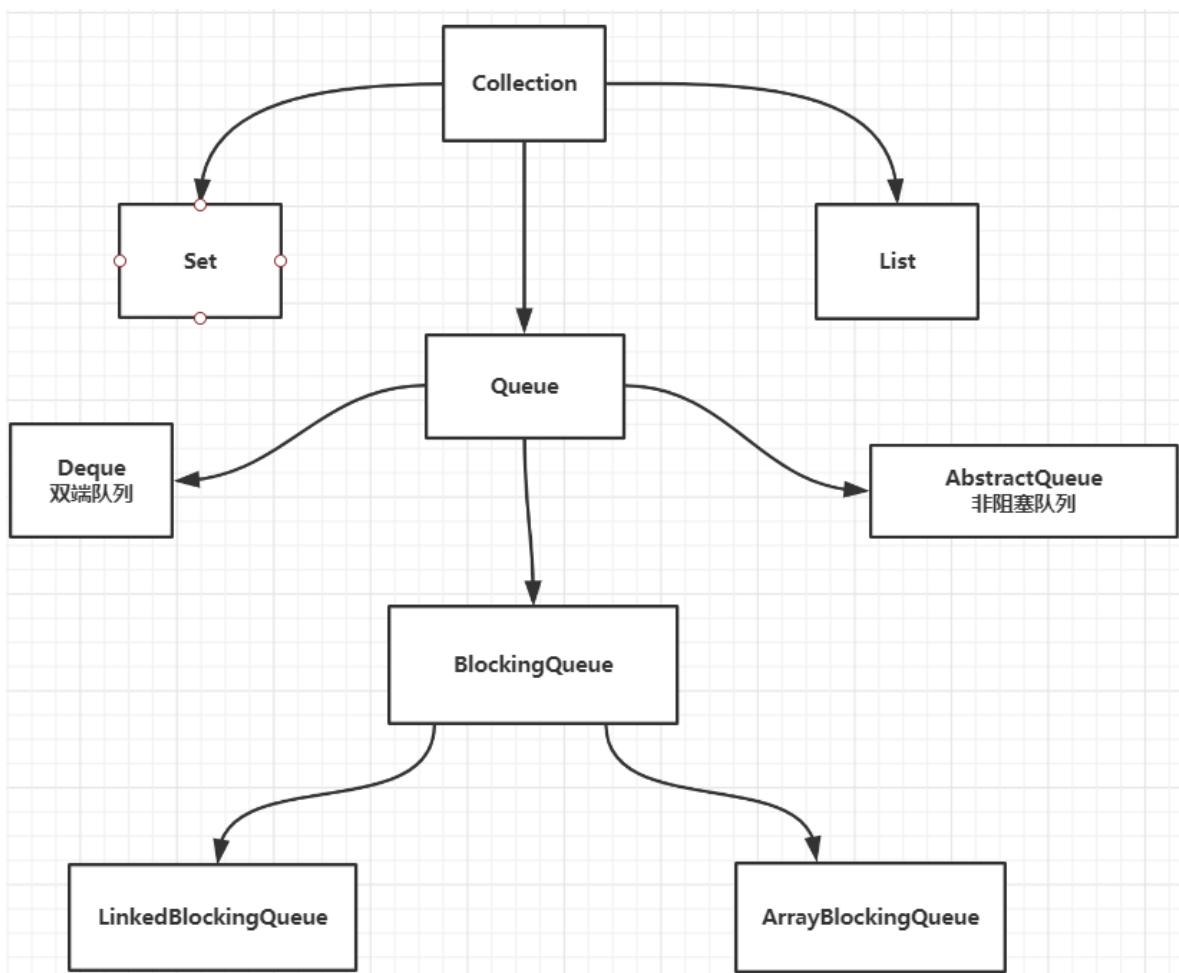 Collection
Set
List
Queue
Deque
双端队列
AbstractQueue
非阻塞队列
BlockingQueue
LinkedBlockingQueue
ArrayBlockingQueue